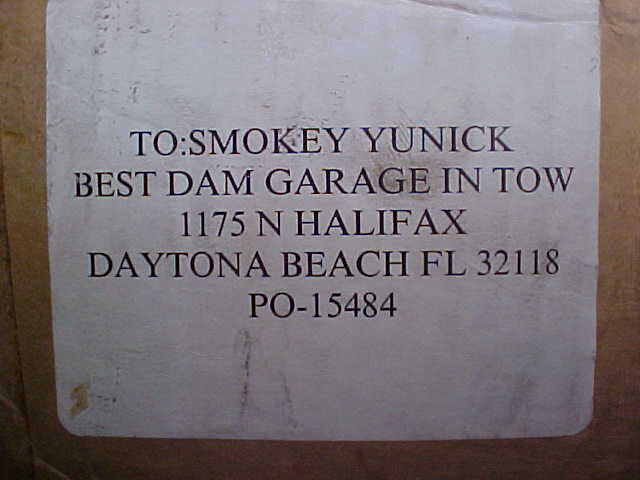 TO:SMOKEY YUNICK
BEST DAM GARAGE IN TOW
1175 N HALIFAX
DAYTONA BEACH FL 32118
PO-15484